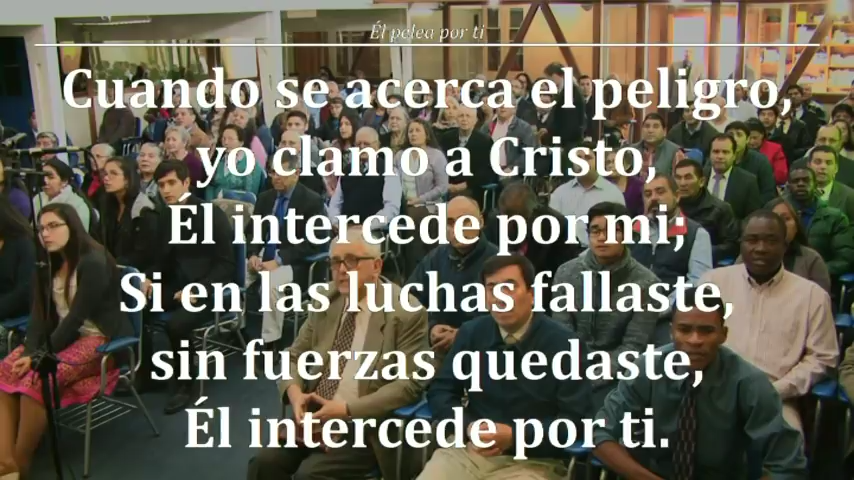 Él pelea por ti
Cuando se acerca el peligro,
yo clamo a Cristo,
Él intercede por mi;
Si en las luchas fallaste,
sin fuerzas quedaste,
Él intercede por ti.